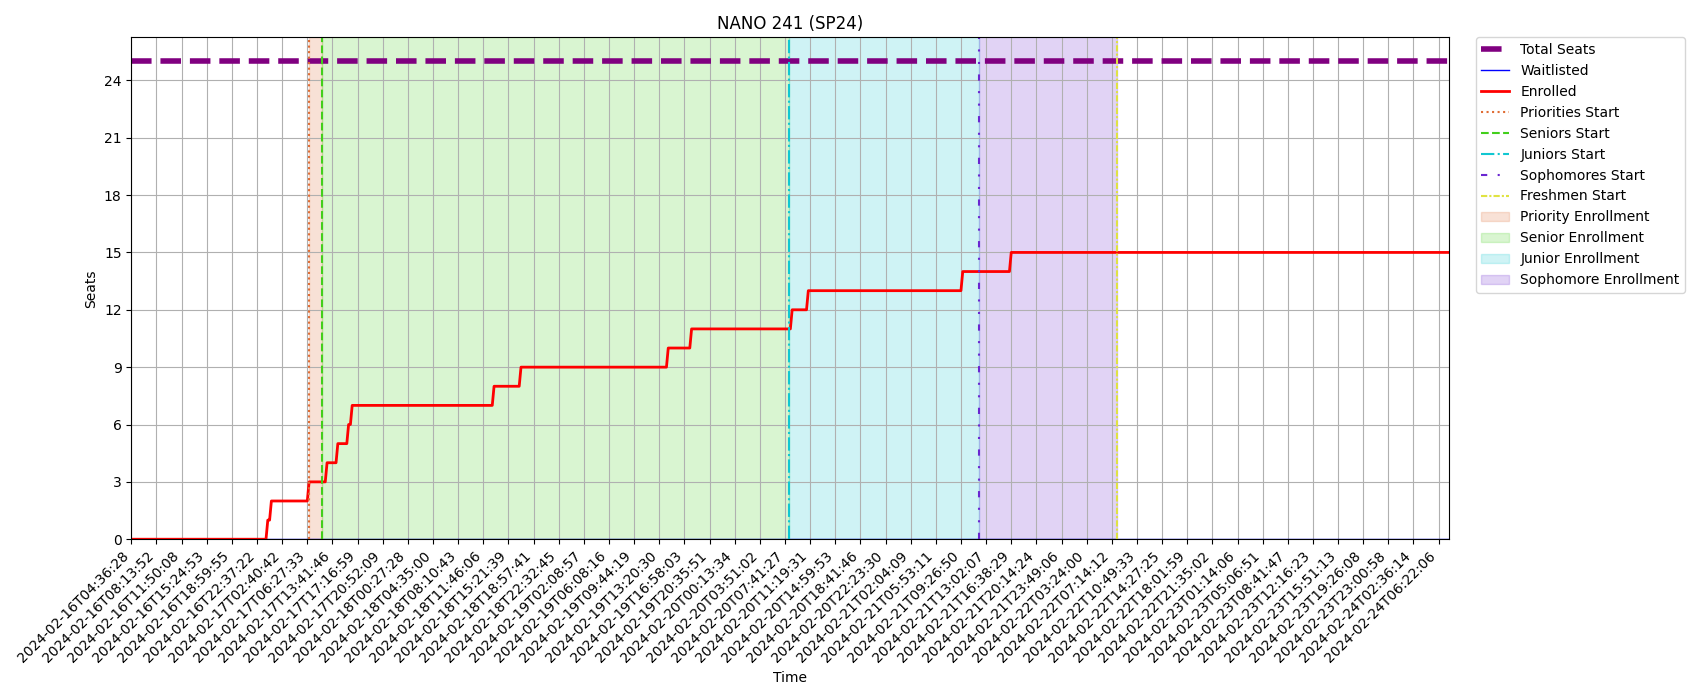 NANO 241 (SP24)
Total Seats
Waitlisted
Enrolled
Priorities Start
Seniors Start
Juniors Start
Sophomores Start
Freshmen Start
Priority Enrollment
Senior Enrollment
Junior Enrollment
Sophomore Enrollment
Seats
24
21
18
15
12
9
6
3
0
2024-02-16T04:36:28
2024-02-16T08:13:52
2024-02-16T11:50:08
2024-02-16T15:24:53
2024-02-16T18:59:55
2024-02-16T22:37:22
2024-02-17T02:40:42
2024-02-17T06:27:33
2024-02-17T13:41:46
2024-02-17T17:16:59
2024-02-17T20:52:09
2024-02-18T00:27:28
2024-02-18T04:35:00
2024-02-18T08:10:43
2024-02-18T11:46:06
2024-02-18T15:21:39
2024-02-18T18:57:41
2024-02-18T22:32:45
2024-02-19T02:08:57
2024-02-19T06:08:16
2024-02-19T09:44:19
2024-02-19T13:20:30
2024-02-19T16:58:03
2024-02-19T20:35:51
2024-02-20T00:13:34
2024-02-20T03:51:02
2024-02-20T07:41:27
2024-02-20T11:19:31
2024-02-20T14:59:53
2024-02-20T18:41:46
2024-02-20T22:23:30
2024-02-21T02:04:09
2024-02-21T05:53:11
2024-02-21T09:26:50
2024-02-21T13:02:07
2024-02-21T16:38:29
2024-02-21T20:14:24
2024-02-21T23:49:06
2024-02-22T03:24:00
2024-02-22T07:14:12
2024-02-22T10:49:33
2024-02-22T14:27:25
2024-02-22T18:01:59
2024-02-22T21:35:02
2024-02-23T01:14:06
2024-02-23T05:06:51
2024-02-23T08:41:47
2024-02-23T12:16:23
2024-02-23T15:51:13
2024-02-23T19:26:08
2024-02-23T23:00:58
2024-02-24T02:36:14
2024-02-24T06:22:06
Time